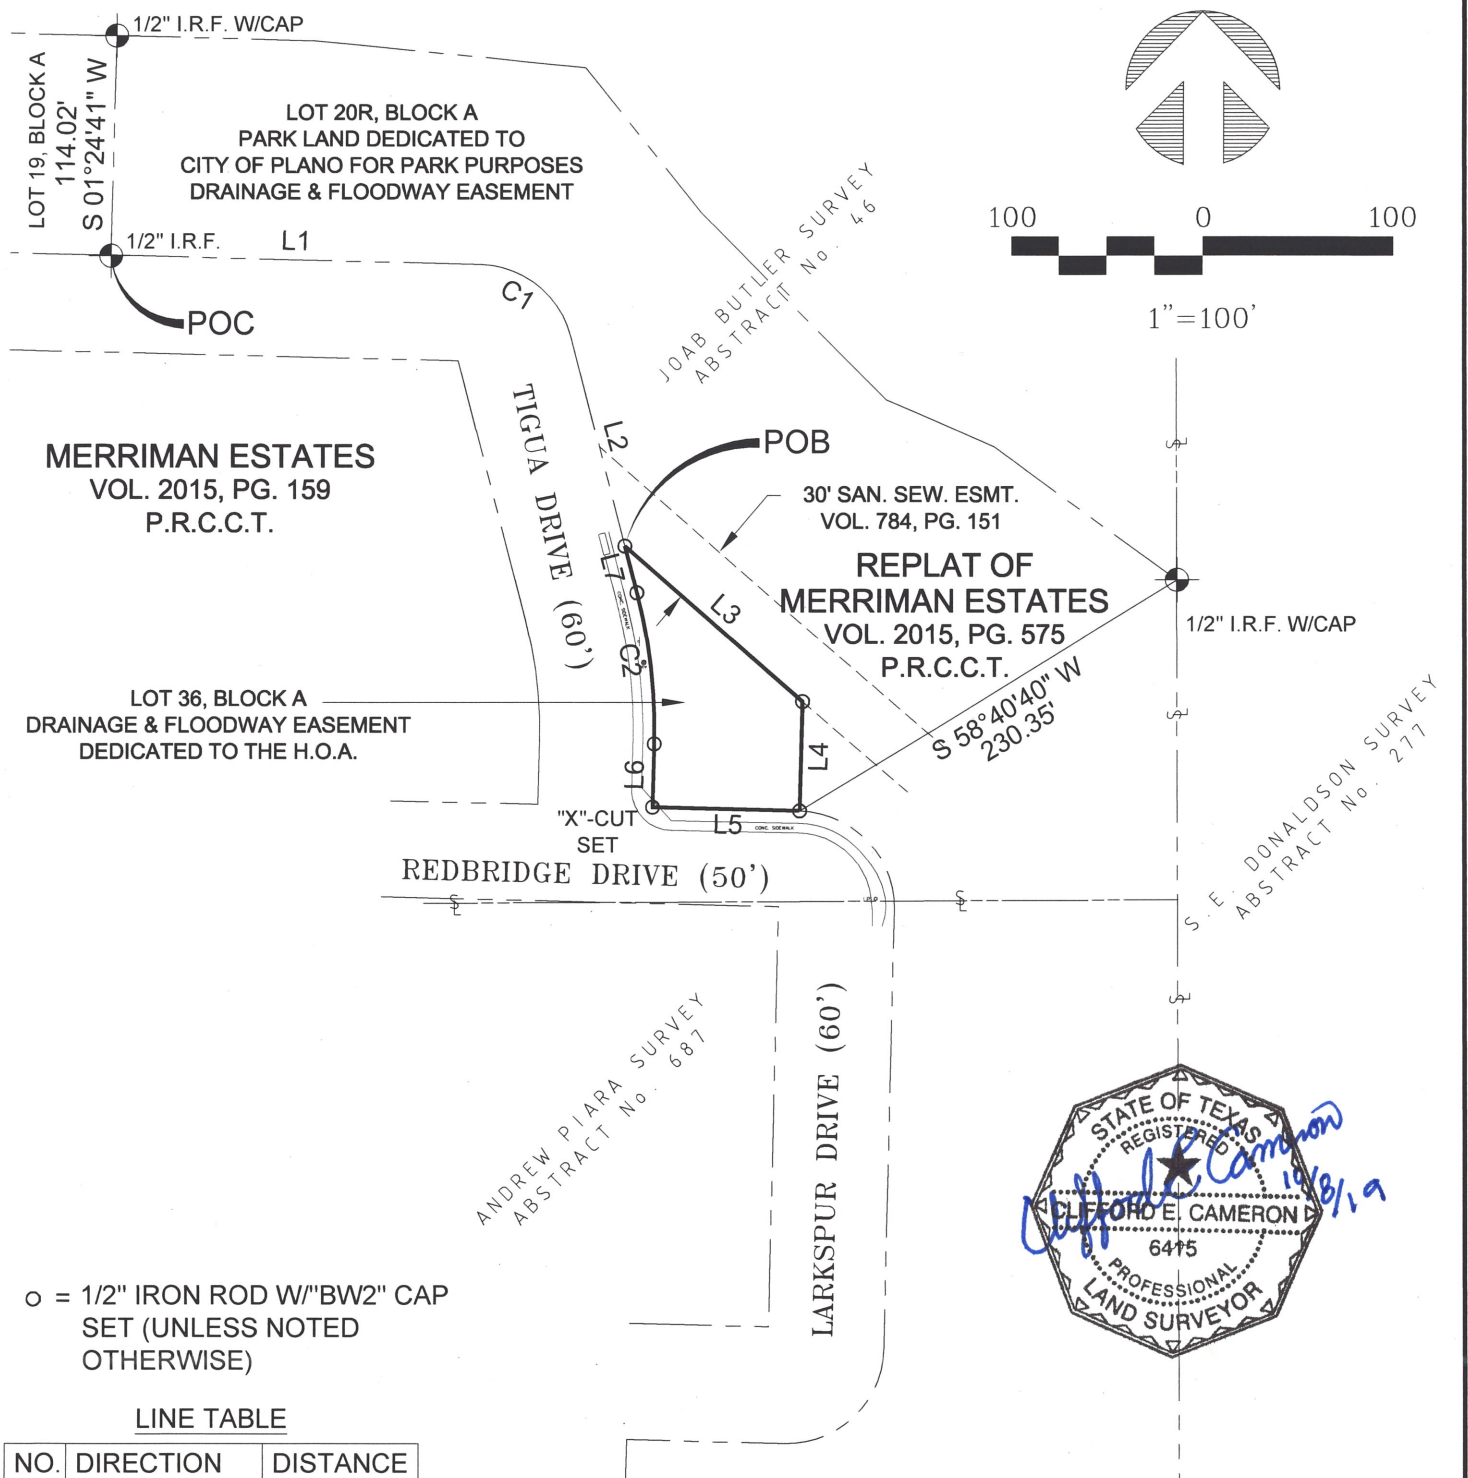 1/2" I.R.F. W/CAP
LOT 19, BLOCK A
114.02'
S 01°24'41" W
LOT 20R, BLOCK A
PARK LAND DEDICATED TO
CITY OF PLANO FOR PARK PURPOSES
DRAINAGE & FLOODWAY EASEMENT
1/2" I.R.F.
L1
C1
POC
100 0 100
1"=100'
JOAB BUTLER SURVEY
ABSTRACT No. 46
MERRIMAN ESTATES
VOL. 2015, PG. 159
P.R.C.C.T.
TIGUA DRIVE (60')
L2
POB
30' SAN. SEW. ESMT.
VOL. 784, PG. 151
REPLAT OF
MERRIMAN ESTATES
VOL. 2015, PG. 575
P.R.C.C.T.
1/2" I.R.F. W/CAP
L7
CONC. SIDEWALK
L3
C2
S 58°40'40" W
230.35'
LOT 36, BLOCK A
DRAINAGE & FLOODWAY EASEMENT
DEDICATED TO THE H.O.A.
L4
L6
"X"-CUT
SET
L5
CONC. SIDEWALK
REDBRIDGE DRIVE (50')
S. E. DONALDSON SURVEY
ABSTRACT No. 277
ANDREW PIARA SURVEY
ABSTRACT No. 687
LARKSPUR DRIVE (60')
STATE OF TEXAS
REGISTERED
CLIFFORD E. CAMERON
6415
PROFESSIONAL
LAND SURVEYOR
Clifford E Cameron
10/8/19
O = 1/2" IRON ROD W/"BW2" CAP
SET (UNLESS NOTED
OTHERWISE)
LINE TABLE
NO. DIRECTION DISTANCE